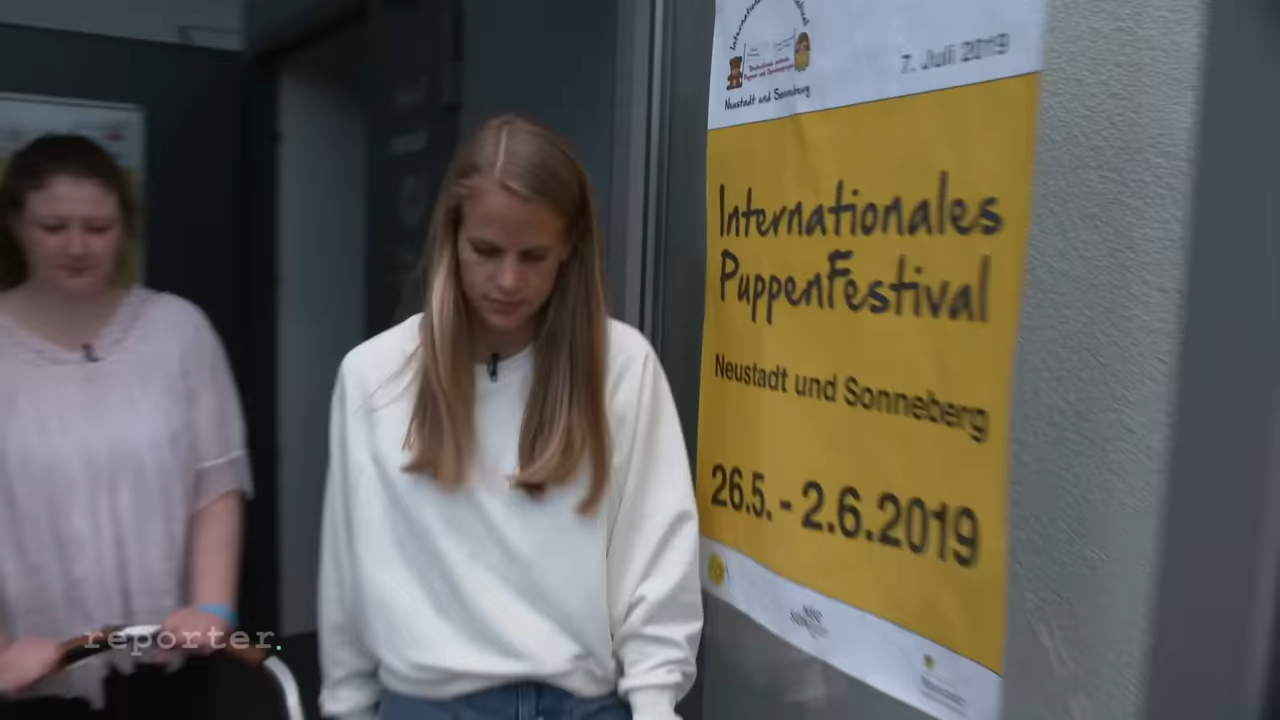 7. Juli 2019
Neustadt und Sonneberg
Internationales
PuppenFestival
Neustadt und Sonneberg
26.5. - 2.6.2019
reporter.